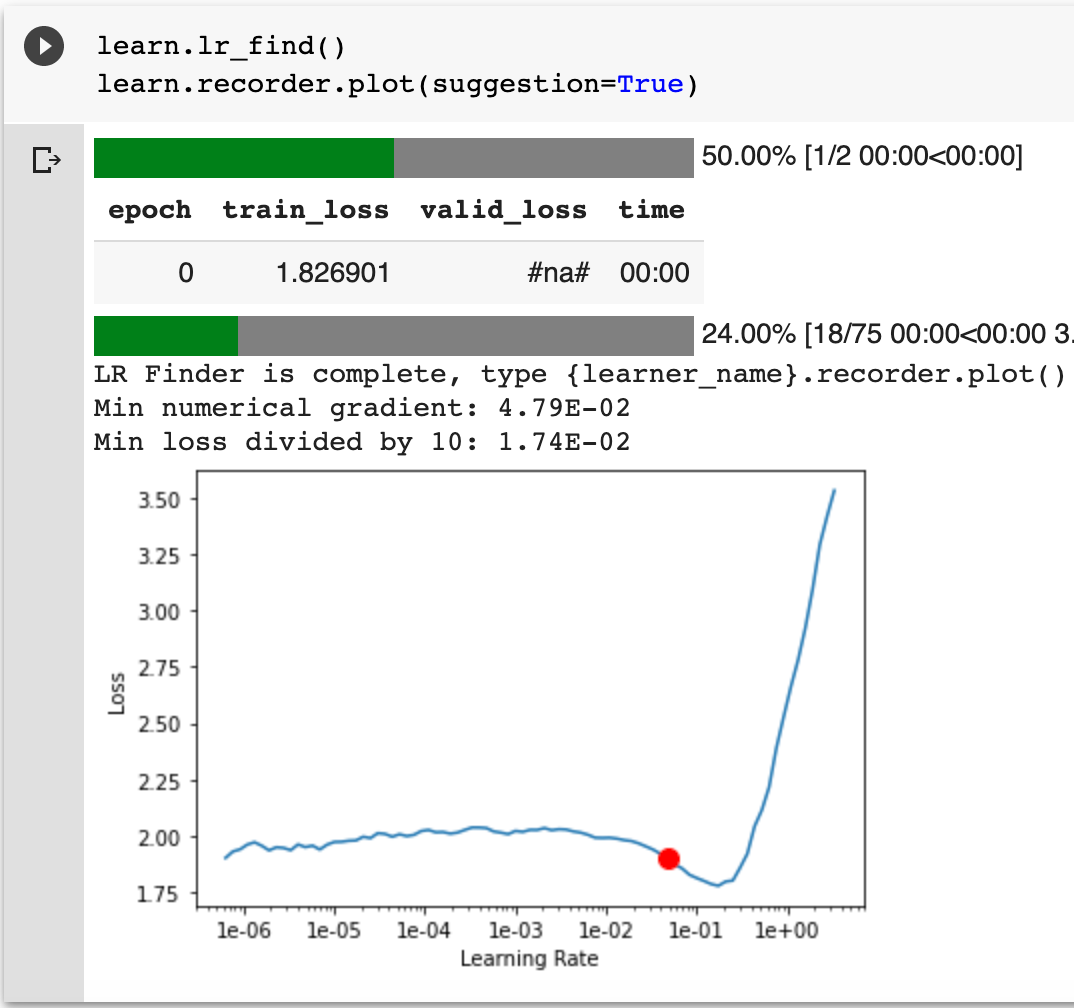 learn.lr_find()
learn.recorder.plot(suggestion=True)
50.00% [1/2 00:00<00:00]
epoch train_loss valid_loss time
0 1.826901 #na# 00:00
24.00% [18/75 00:00<00:00 3.
LR Finder is complete, type {learner_name}.recorder.plot()
Min numerical gradient: 4.79E-02
Min loss divided by 10: 1.74E-02
3.50
3.25
3.00
2.75
2.50
2.25
2.00
1.75
Loss
1e-06 1e-05 1e-04 1e-03 1e-02 1e-01 1e+00
Learning Rate